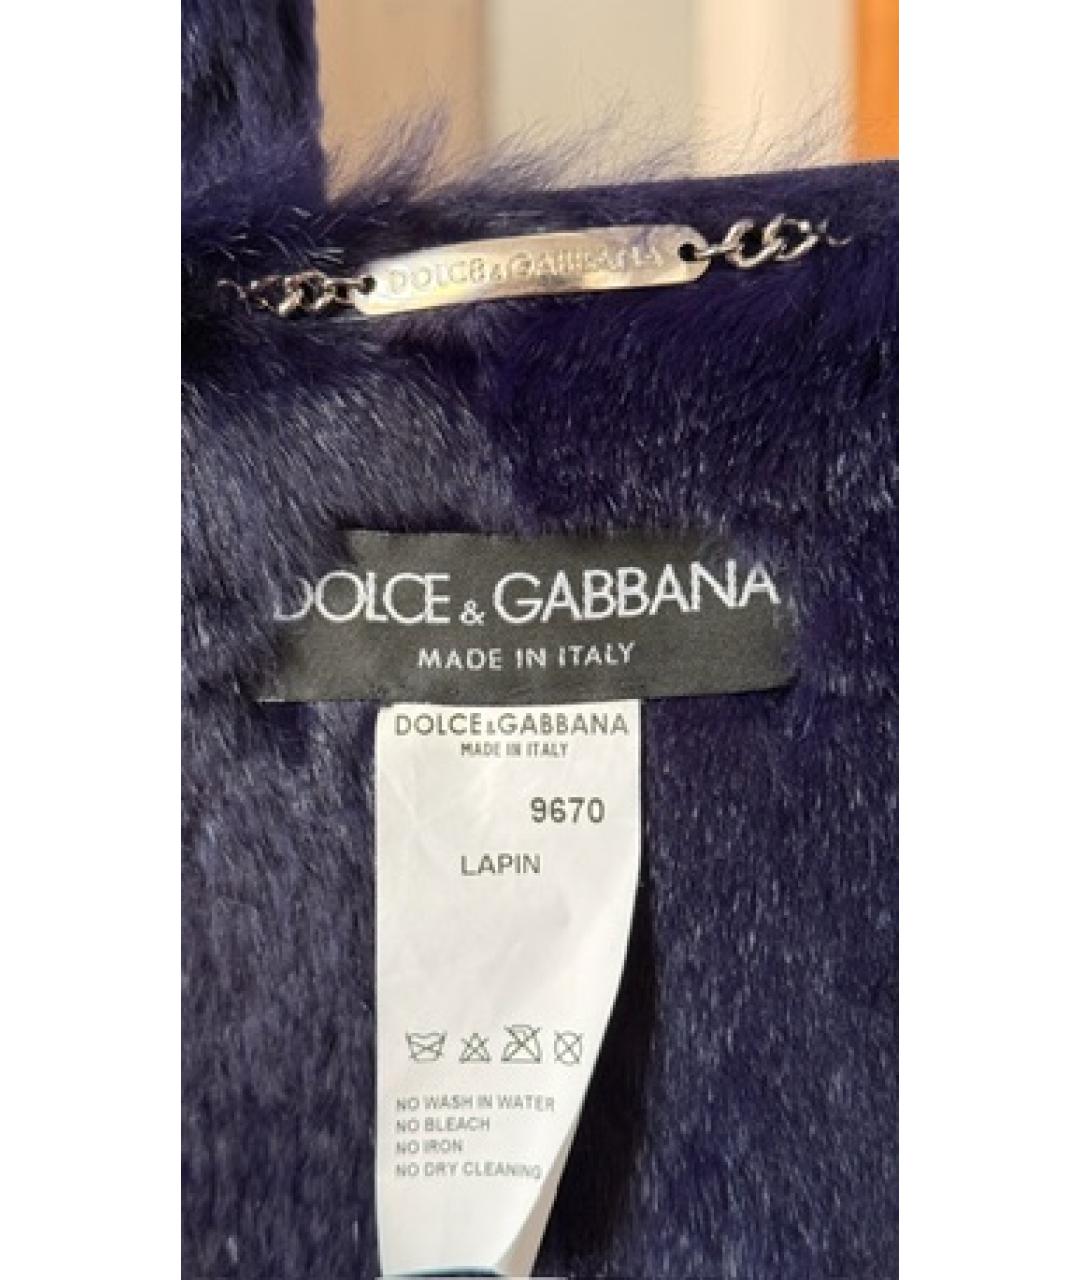 DOLCE & GABBANA
DOLCE & GABBANA
MADE IN ITALY
DOLCE & GABBANA
MADE IN ITALY
9670
LAPIN
NO WASH IN WATER
NO BLEACH
NO IRON
NO DRY CLEANING